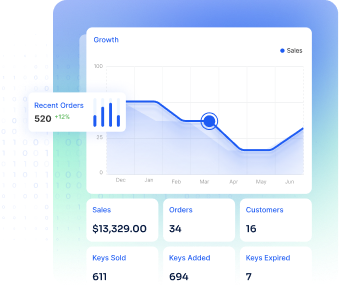 Growth
Sales
100
Recent Orders
520 +12%
25
0
Dec Jan Feb Mar Apr May Jun
Sales Orders Customers
$13,329.00 34 16
Keys Sold Keys Added Keys Expired
611 694 7